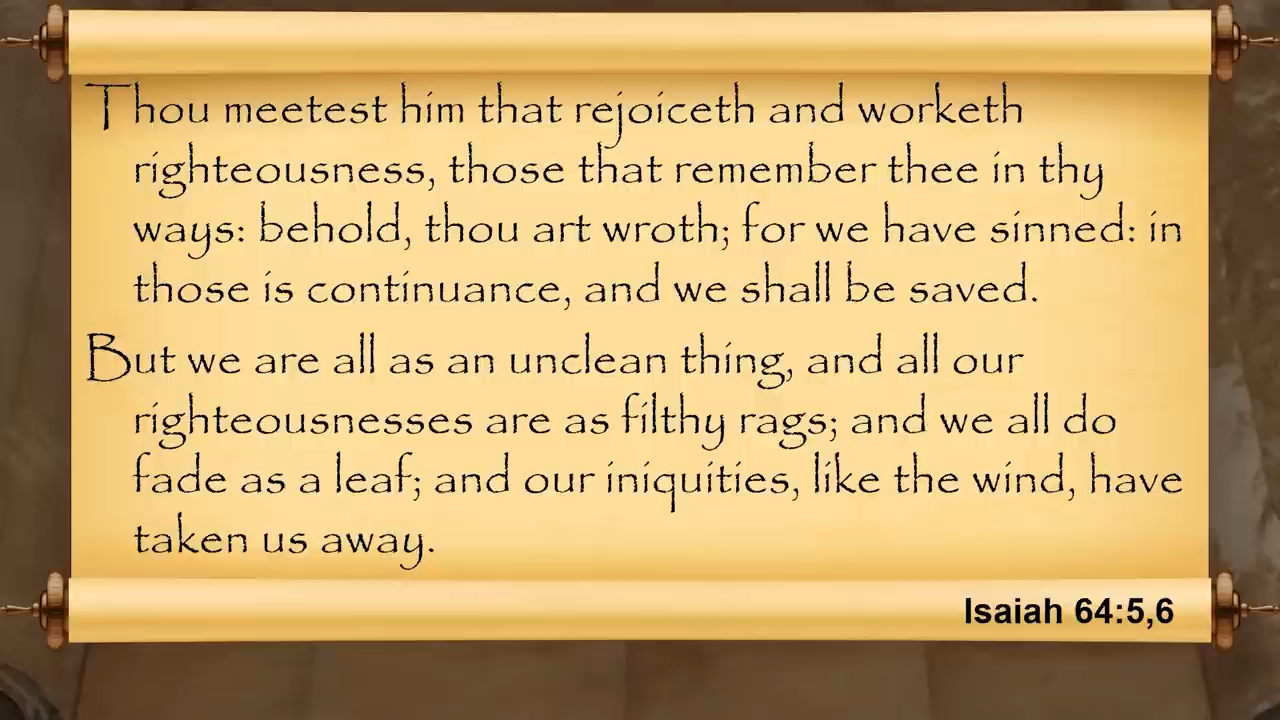 Thou meetest him that rejoiceth and worketh
righteousness, those that remember thee in thy
ways: behold, thou art wroth; for we have sinned: in
those is continuance, and we shall be saved.
But we are all as an unclean thing, and all our
righteousnesses are as filthy rags; and we all do
fade as a leaf; and our iniquities, like the wind, have
taken us away.
Isaiah 64:5,6